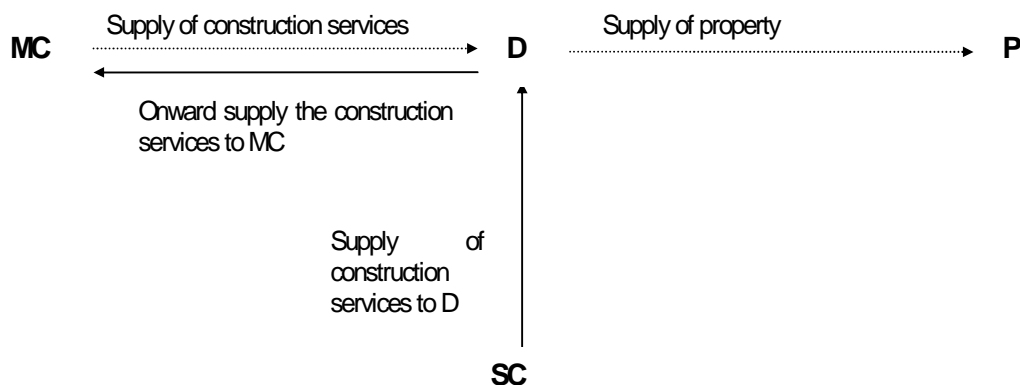 Supply of construction services
Supply of property
MC
D
P
Onward supply the construction
services to MC
Supply of
construction
services to D
SC